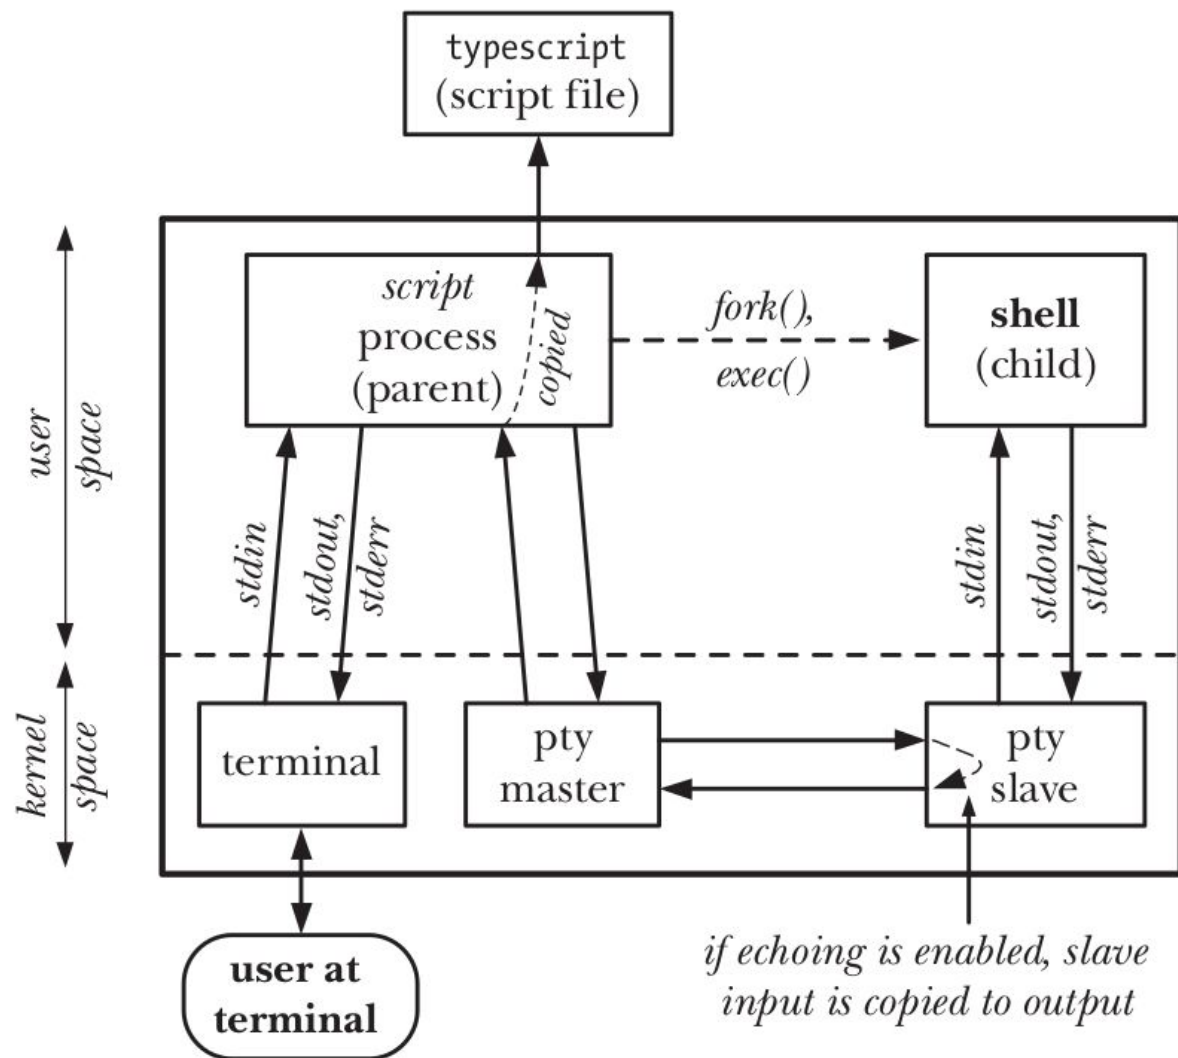 typescript
(script file)
script
process
(parent)
copied
fork(),
exec()
shell
(child)
user
space
stdin
stdout,
stderr
stdin
stdout,
stderr
kernel
space
terminal
pty
master
pty
slave
user at
terminal
if echoing is enabled, slave
input is copied to output